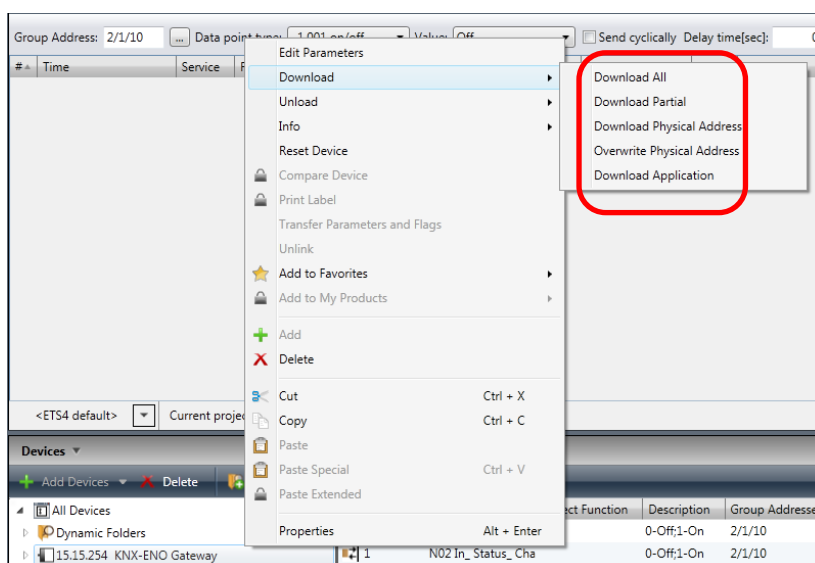 Group Address: 2/1/10 ... Data point type: 1.001 on/off Value: Off Send cyclically Delay time[sec]: 0
# Time Service
Edit Parameters
Download
Unload
Info
Reset Device
Compare Device
Print Label
Transfer Parameters and Flags
Unlink
Add to Favorites
Add to My Products
Add
Delete
Cut Ctrl + X
Copy Ctrl + C
Paste
Paste Special Ctrl + V
Paste Extended
Properties Alt + Enter
Download All
Download Partial
Download Physical Address
Overwrite Physical Address
Download Application
<ETS4 default> Current projec
Devices
Add Devices Delete
All Devices
Dynamic Folders
15.15.254 KNX-ENO Gateway
ect Function Description Group Addresse
0-Off;1-On 2/1/10
1 N02 In_ Status_ Cha 0-Off;1-On 2/1/10